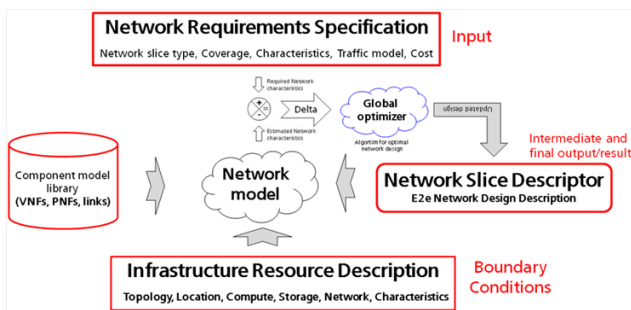 Network Requirements Specification
Network slice type, Coverage, Characteristics, Traffic model, Cost
Input
Required Network
characteristics
Delta
Estimated Network
characteristics
Global
optimizer
Algortim for optimal
network design
Updated design
Intermediate and
final output/result
Component model
library
(VNFs, PNFs, links)
Network
model
Network Slice Descriptor
E2e Network Design Description
Infrastructure Resource Description
Topology, Location, Compute, Storage, Network, Characteristics
Boundary
Conditions